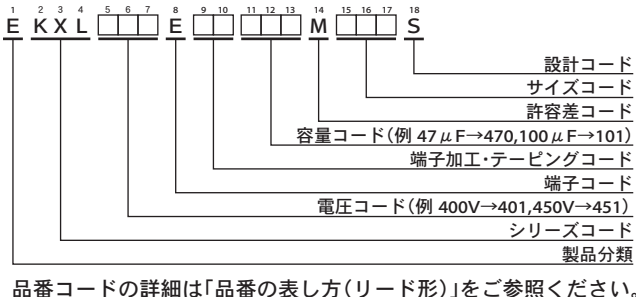 1 2 3 4 5 6 7 8 9 10 11 12 13 14 15 16 17 18
E K X L □□□ E □□ □□□ M □□□ S
設計コード
サイズコード
許容差コード
容量コード(例 47μF→470,100μF→101)
端子加工・テーピングコード
端子コード
電圧コード(例 400V→401,450V→451)
シリーズコード
製品分類
品番コードの詳細は「品番の表し方(リード形)」をご参照ください。